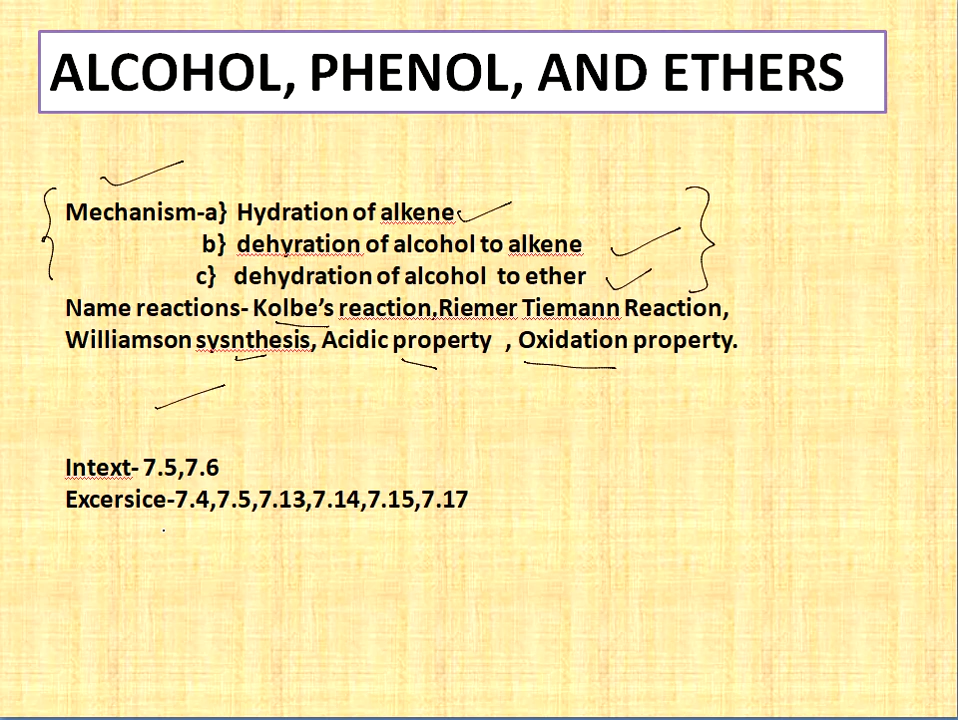 ALCOHOL, PHENOL, AND ETHERS
Mechanism-a} Hydration of alkene
b} dehyration of alcohol to alkene
c} dehydration of alcohol to ether
Name reactions- Kolbe’s reaction,Riemer Tiemann Reaction,
Williamson sysnthesis, Acidic property , Oxidation property.
Intext- 7.5,7.6
Excersice-7.4,7.5,7.13,7.14,7.15,7.17